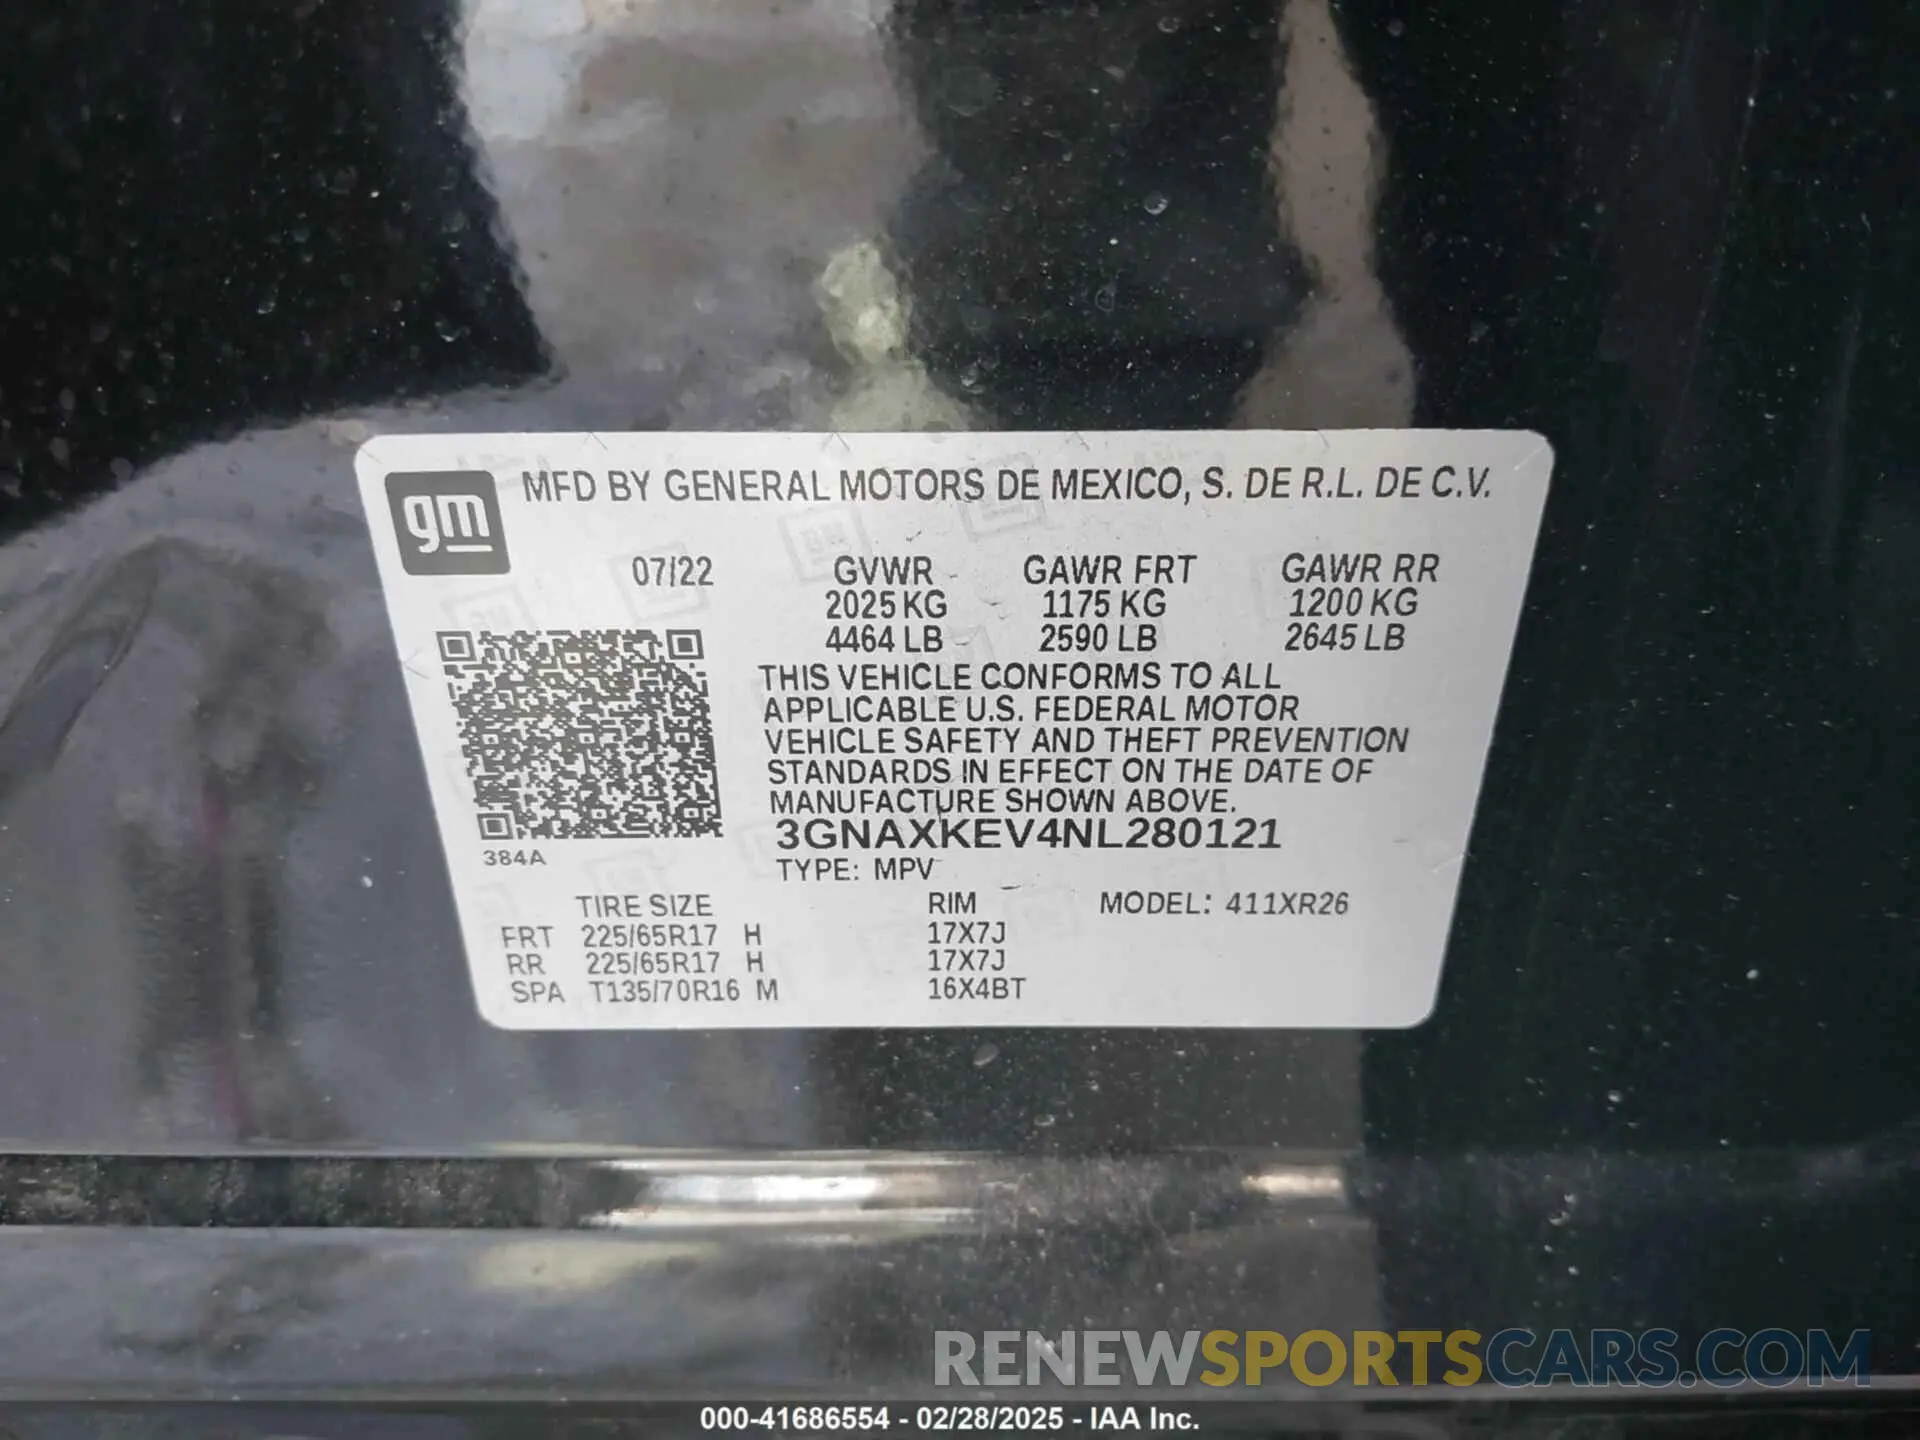 gm
MFD BY GENERAL MOTORS DE MEXICO, S. DE R.L. DE C.V.
07/22 GVWR GAWR FRT GAWR RR
2025 KG 1175 KG 1200 KG
4464 LB 2590 LB 2645 LB
THIS VEHICLE CONFORMS TO ALL
APPLICABLE U.S. FEDERAL MOTOR
VEHICLE SAFETY AND THEFT PREVENTION
STANDARDS IN EFFECT ON THE DATE OF
MANUFACTURE SHOWN ABOVE.
3GNAXKEV4NL280121
384A
TYPE: MPV
TIRE SIZE RIM MODEL: 411XR26
FRT 225/65R17 H 17X7J
RR 225/65R17 H 17X7J
SPA T135/70R16 M 16X4BT
RENEWSPORTSCARS.COM
000-41686554 - 02/28/2025 - IAA Inc.